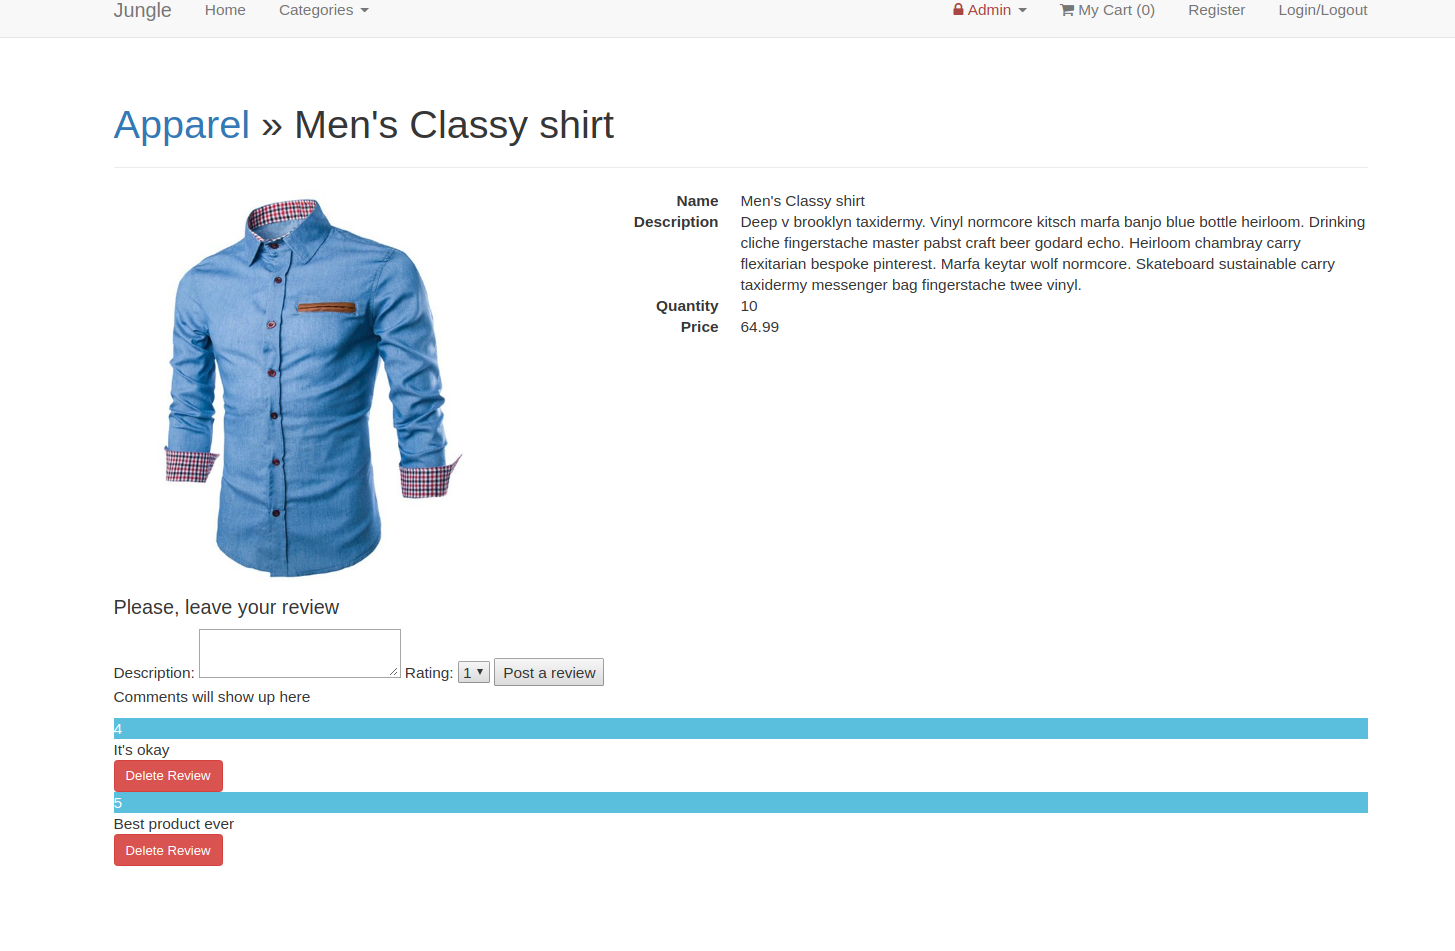 Jungle Home Categories Admin My Cart (0) Register Login/Logout
Apparel » Men's Classy shirt
Name Men's Classy shirt
Description Deep v brooklyn taxidermy. Vinyl normcore kitsch marfa banjo blue bottle heirloom. Drinking
cliche fingerstache master pabst craft beer godard echo. Heirloom chambray carry
flexitarian bespoke pinterest. Marfa keytar wolf normcore. Skateboard sustainable carry
taxidermy messenger bag fingerstache twee vinyl.
Quantity 10
Price 64.99
Please, leave your review
Description: Rating: 1 Post a review
Comments will show up here
4
It's okay
Delete Review
5
Best product ever
Delete Review